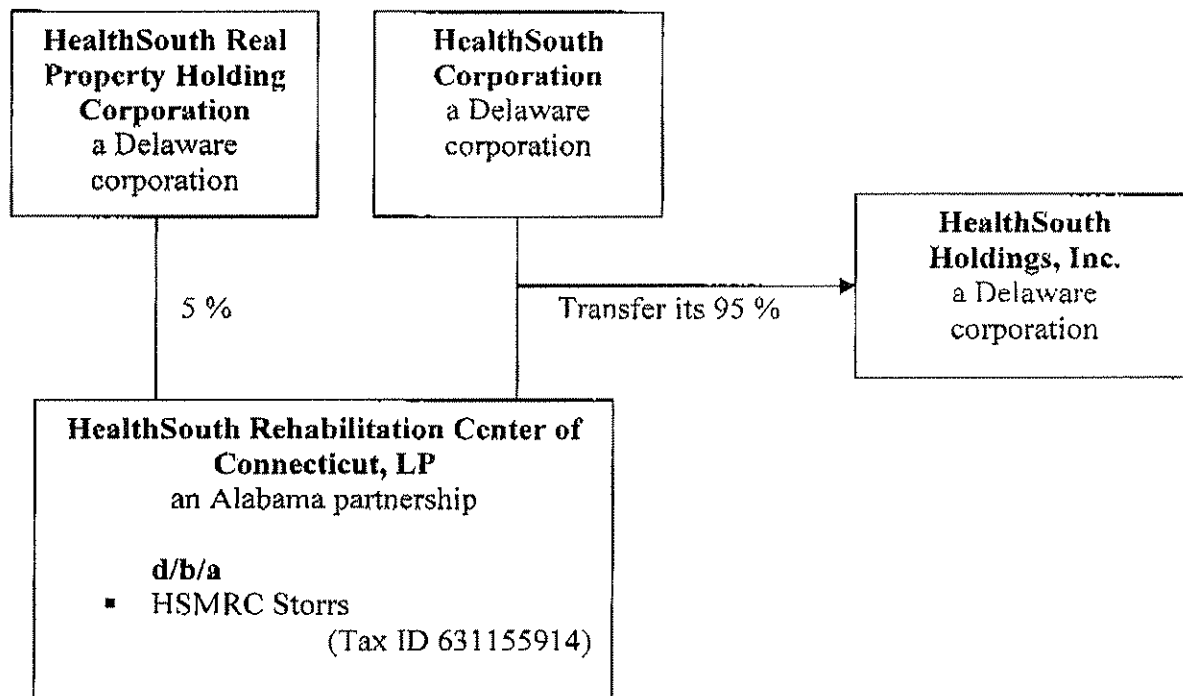 HealthSouth Real
Property Holding
Corporation
a Delaware
corporation
HealthSouth
Corporation
a Delaware
corporation
HealthSouth
Holdings, Inc.
a Delaware
corporation
5 %
Transfer its 95 %
HealthSouth Rehabilitation Center of
Connecticut, LP
an Alabama partnership
d/b/a
▪ HSMRC Storrs
(Tax ID 631155914)